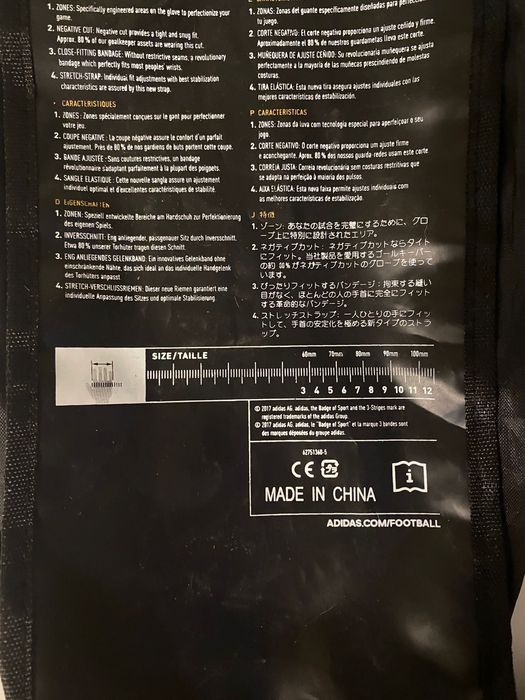 1. ZONES: Specifically engineered areas on the glove to perfectionize your
game.
2. NEGATIVE CUT: Negative cut provides a tight and snug fit.
Approx. 80 % of our goalkeeper assets are wearing this cut.
3. CLOSE-FITTING BANDAGE: Without restrictive seams, a revolutionary
bandage which perfectly fits most peoples' wrists.
4. STRETCH-STRAP: Individual fit adjustments with best stabilization
characteristics are assured by this new strap.
F CARACTERISTIQUES
1. ZONES: Zones spécialement conçues sur le gant pour perfectionner
votre jeu.
2. COUPE NEGATIVE: La coupe négative assure le confort d'un parfait
ajustement. Près de 80 % de nos gardiens de buts portent cette coupe.
3. BANDE AJUSTÉE: Sans coutures restrictives, un bandage
révolutionnaire s'adaptant parfaitement à la plupart des poignets.
4. SANGLE ELASTIQUE: Cette nouvelle sangle assure un ajustement
individuel optimal et d'excellentes caractéristiques de stabilité.
D EIGENSCHAFTEN
1. ZONEN: Speziell entwickelte Bereiche am Handschuh zur Perfektionierung
des eigenen Spiels.
2. INVERSSCHNITT: Eng anliegender, passgenauer Sitz durch Inversschnitt.
Etwa 80 % unserer Torhüter tragen diesen Schnitt.
3. ENG ANLIEGENDES GELENKBAND: Ein innovatives Gelenkband ohne
einschränkende Nähte, das sich ideal an das individuelle Handgelenk
des Torwarts anpasst.
4. STRETCH-VERSCHLUSSRIEMEN: Dieser neue Riemen garantiert eine
individuelle Anpassung des Sitzes und optimale Stabilisierung.
1. ZONAS: Zonas del guante específicamente diseñadas para
tu juego.
2. CORTE NEGATIVO: El corte negativo proporciona un ajuste ceñido y firme.
Aproximadamente el 80 % de nuestros guardametas lleva este corte.
3. MUÑEQUERA DE AJUSTE CEÑIDO: Su revolucionaria muñequera se ajusta
perfectamente a la mayoría de las muñecas prescindiendo de molestas
costuras.
4. TIRA ELÁSTICA: Esta nueva tira asegura ajustes individuales con las
mejores características de estabilización.
P CARACTERISTICAS
1. ZONES: Zonas da luva com tecnologia especial para aperfeiçoar o seu
jogo.
2. CORTE NEGATIVO: O corte negativo proporciona um ajuste firme
e aconchegante. Aprox. 80 % dos nossos guarda-redes usam este corte.
3. CORREIA JUSTA: Correia revolucionária sem costuras restritivas que
se adapta na perfeição à maioria dos pulsos.
4. ALXA ELÁSTICA: Esta nova faixa permite ajustes individuais com
as melhores características de estabilização.
J 特徴
1. ゾーン: あなたの試合を完璧にするために、グロ
ーブ上に特別に設計されたエリア。
2. ネガティブカット: ネガティブカットならタイト
にフィット。当社製品を愛用するゴールキーパー
の約 80% がネガティブカットのグローブを使って
います。
3. ぴったりフィットするバンデージ: 拘束する縫い
目がなく、ほとんどの人の手首に完全にフィット
する革命的なバンデージ。
4. ストレッチストラップ: 一人ひとりの手にフィッ
トして、手首の安定化を極める新タイプのストラ
ップ。
SIZE/TAILLE
60mm 70mm 80mm 90mm 100mm
3 4 5 6 7 8 9 10 11 12
© 2017 adidas AG. adidas, the Badge of Sport and the 3-Stripes mark are
registered trademarks of the adidas Group.
© 2017 adidas AG. adidas, le "Badge of Sport" et la marque 3 bandes sont
des marques déposées du groupe adidas.
62751360-5
CE
i
MADE IN CHINA
ADIDAS.COM/FOOTBALL